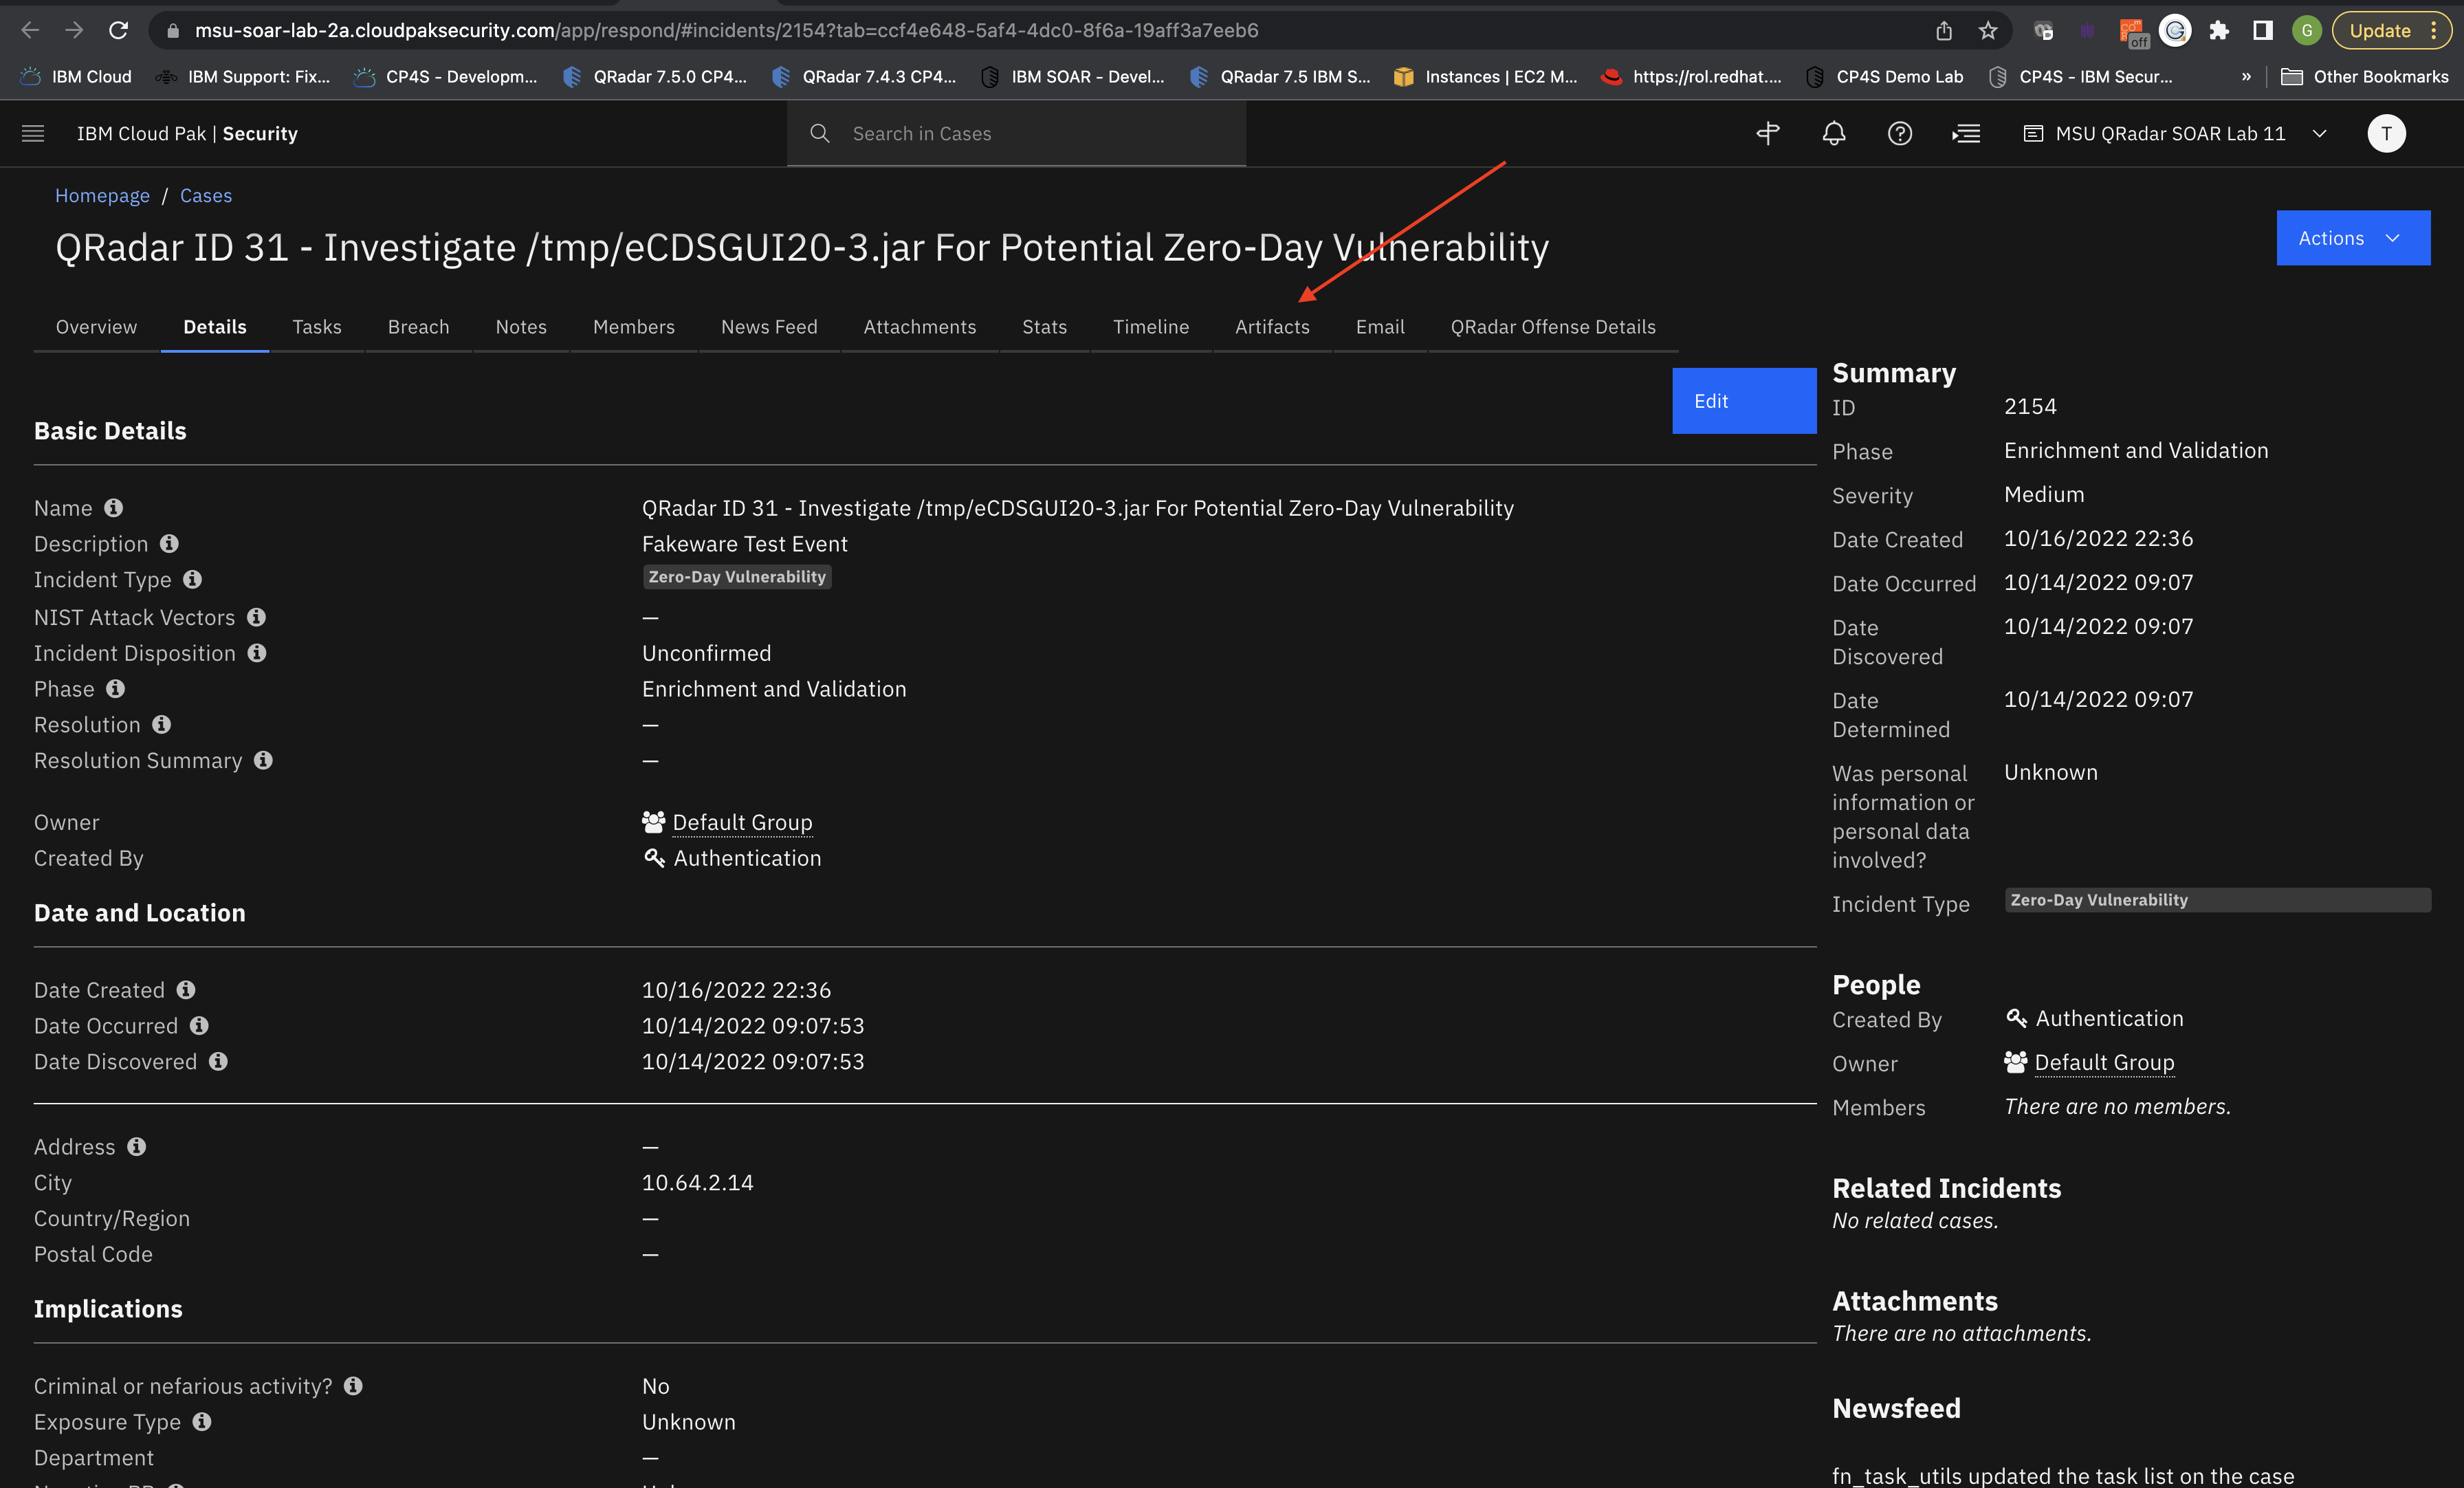 msu-soar-lab-2a.cloudpaksecurity.com/app/respond/#incidents/2154?tab=ccf4e648-5af4-4dc0-8f6a-19aff3a7eeb6
off
G
Update
IBM Cloud
IBM Support: Fix...
CP4S - Developm...
QRadar 7.5.0 CP4...
QRadar 7.4.3 CP4...
IBM SOAR - Devel...
QRadar 7.5 IBM S...
Instances | EC2 M...
https://rol.redhat....
CP4S Demo Lab
CP4S - IBM Secur...
»
Other Bookmarks
IBM Cloud Pak | Security
Search in Cases
MSU QRadar SOAR Lab 11
T
Homepage / Cases
QRadar ID 31 - Investigate /tmp/eCDSGUI20-3.jar For Potential Zero-Day Vulnerability
Actions
Overview
Details
Tasks
Breach
Notes
Members
News Feed
Attachments
Stats
Timeline
Artifacts
Email
QRadar Offense Details
Edit
Basic Details
Name QRadar ID 31 - Investigate /tmp/eCDSGUI20-3.jar For Potential Zero-Day Vulnerability
Description Fakeware Test Event
Incident Type Zero-Day Vulnerability
NIST Attack Vectors —
Incident Disposition Unconfirmed
Phase Enrichment and Validation
Resolution —
Resolution Summary —
Owner Default Group
Created By Authentication
Date and Location
Date Created 10/16/2022 22:36
Date Occurred 10/14/2022 09:07:53
Date Discovered 10/14/2022 09:07:53
Address —
City 10.64.2.14
Country/Region —
Postal Code —
Implications
Criminal or nefarious activity? No
Exposure Type Unknown
Department —
Summary
ID 2154
Phase Enrichment and Validation
Severity Medium
Date Created 10/16/2022 22:36
Date Occurred 10/14/2022 09:07
Date 10/14/2022 09:07
Discovered
Date 10/14/2022 09:07
Determined
Was personal Unknown
information or
personal data
involved?
Incident Type Zero-Day Vulnerability
People
Created By Authentication
Owner Default Group
Members There are no members.
Related Incidents
No related cases.
Attachments
There are no attachments.
Newsfeed
fn_task_utils updated the task list on the case